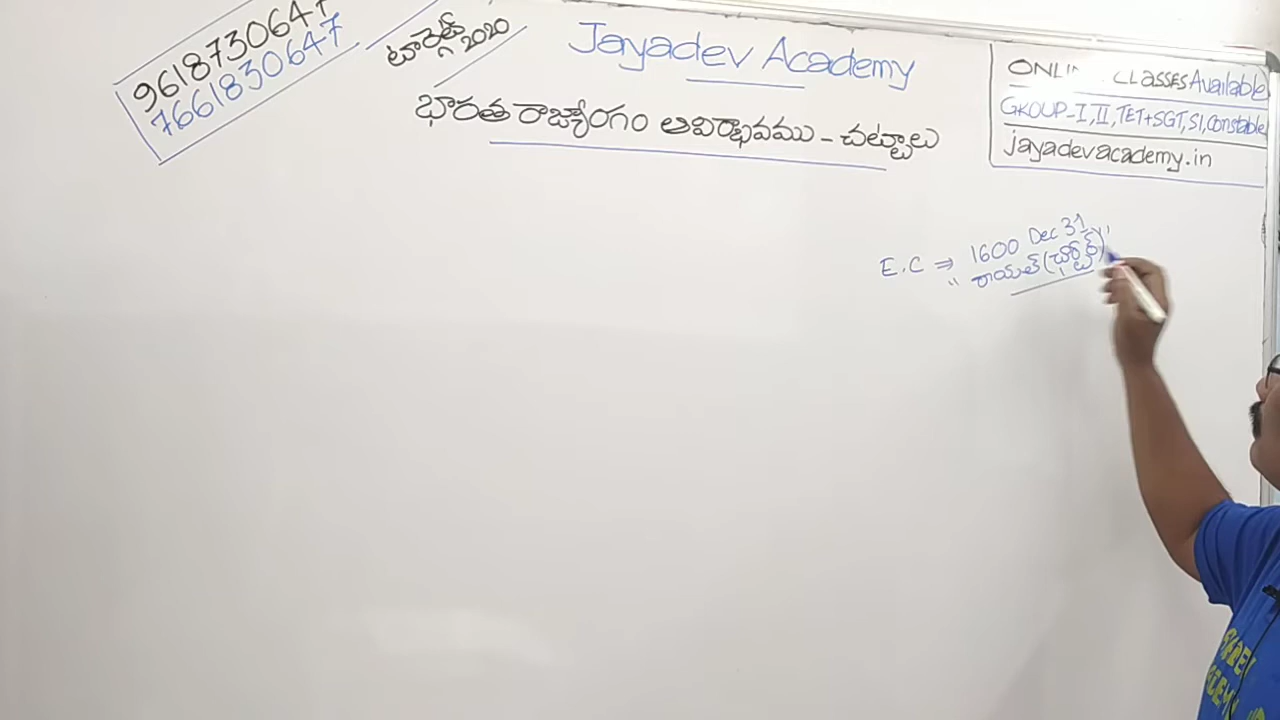 9618730647
7661830647
టార్గెట్ 2020
Jayadev Academy
భారత రాజ్యాంగం ఆవిర్భావము - చట్టాలు
ONLI CLASSES Available
GROUP-I, II, TET+SGT, SI, Constable
jayadevacademy.in
E.C ⇒ 1600 Dec 31
"రాయల్ (చార్టర్)"